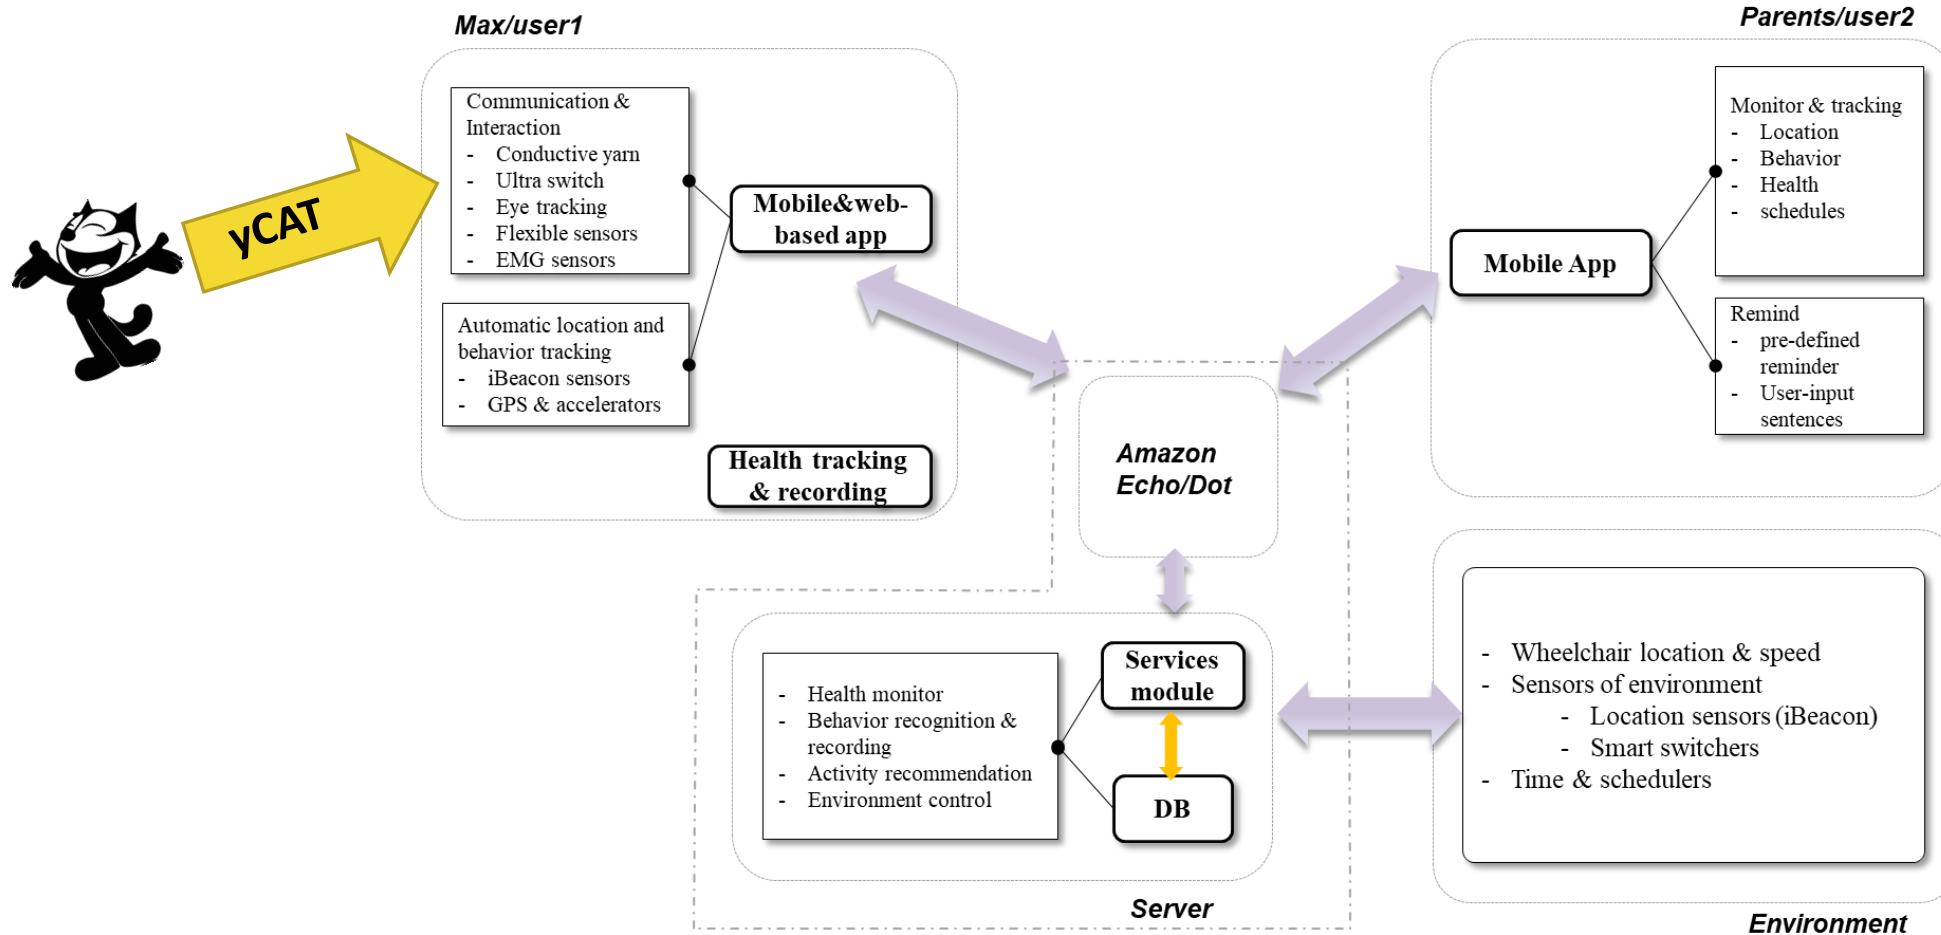 Max/user1
Parents/user2
yCAT
Communication &
Interaction
- Conductive yarn
- Ultra switch
- Eye tracking
- Flexible sensors
- EMG sensors
Mobile&web-
based app
Automatic location and
behavior tracking
- iBeacon sensors
- GPS & accelerators
Health tracking
& recording
Monitor & tracking
- Location
- Behavior
- Health
- schedules
Mobile App
Remind
- pre-defined
reminder
- User-input
sentences
Amazon
Echo/Dot
- Health monitor
- Behavior recognition &
recording
- Activity recommendation
- Environment control
Services
module
DB
Server
- Wheelchair location & speed
- Sensors of environment
- Location sensors (iBeacon)
- Smart switchers
- Time & schedulers
Environment